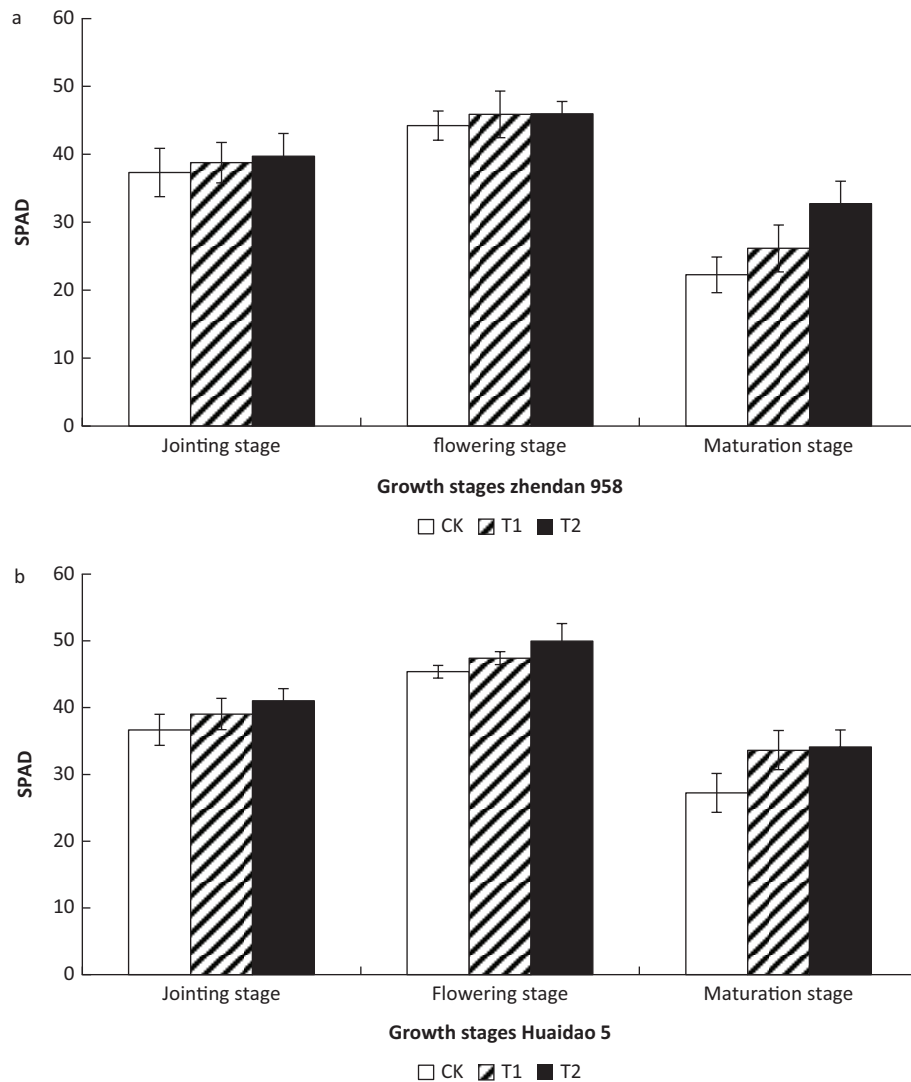 a
60
50
40
30
20
10
0
SPAD
Jointing stage flowering stage Maturation stage
Growth stages zhendan 958
CK T1 T2
b
60
50
40
30
20
10
0
SPAD
Jointing stage Flowering stage Maturation stage
Growth stages Huaidao 5
CK T1 T2